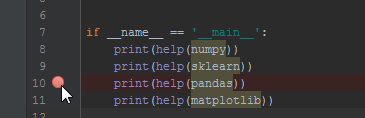 7 if __name__ == '__main__':
8 print(help(numpy))
9 print(help(sklearn))
10 print(help(pandas))
11 print(help(matplotlib))